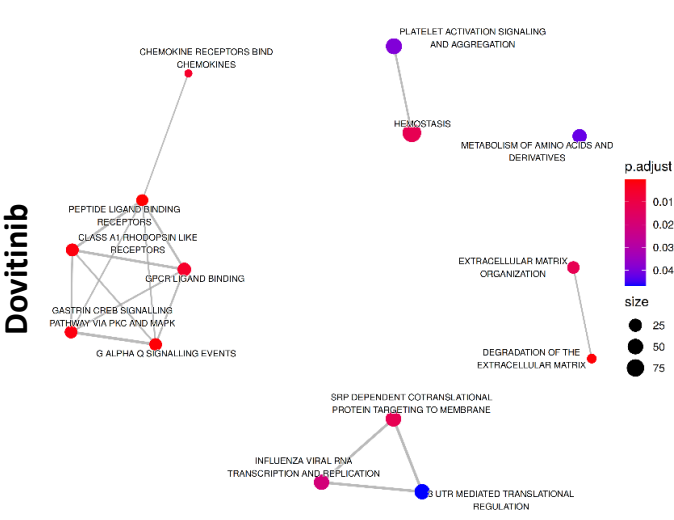 PLATELET ACTIVATION SIGNALING
AND AGGREGATION
CHEMOKINE RECEPTORS BIND
CHEMOKINES
HEMOSTASIS
METABOLISM OF AMINO ACIDS AND
DERIVATIVES
p.adjust
0.01
0.02
0.03
0.04
Dovitinib
PEPTIDE LIGAND BINDING
RECEPTORS
CLASS A1 RHODOPSIN LIKE
RECEPTORS
GPCR LIGAND BINDING
EXTRACELLULAR MATRIX
ORGANIZATION
size
25
50
75
GASTRIN CREB SIGNALLING
PATHWAY VIA PKC AND MAPK
G ALPHA Q SIGNALLING EVENTS
DEGRADATION OF THE
EXTRACELLULAR MATRIX
SRP DEPENDENT COTRANSLATIONAL
PROTEIN TARGETING TO MEMBRANE
INFLUENZA VIRAL RNA
TRANSCRIPTION AND REPLICATION
3 UTR MEDIATED TRANSLATIONAL
REGULATION